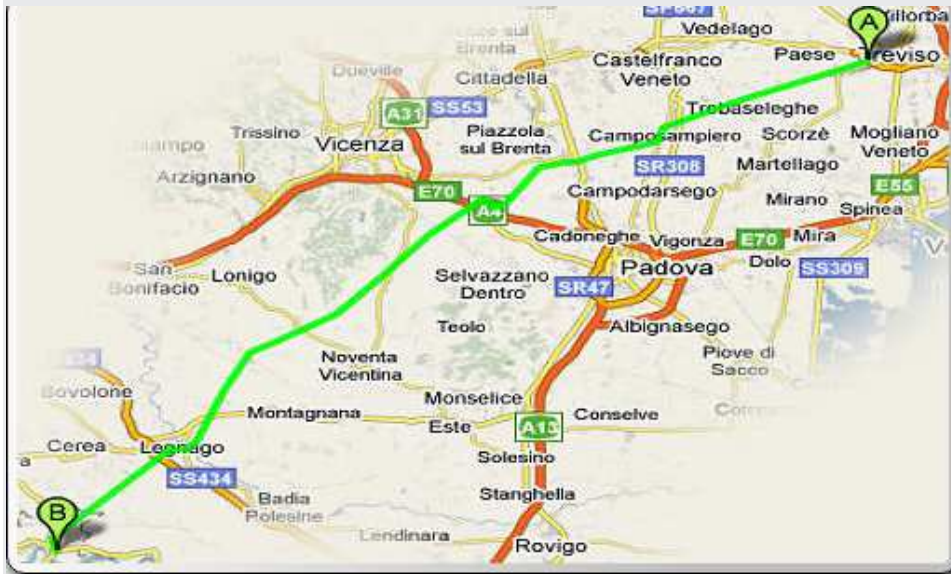 A
Villorba
Vedelago
Paese
Treviso
Brenta
Castelfranco
Veneto
Dueville
Cittadella
A31
SS53
Trebaseleghe
Trissino
Vicenza
Piazzola
sul Brenta
Camposampiero
Scorzè
Mogliano
Veneto
SR308
Martellago
Arzignano
E70
A4
Campodarsego
E55
Mirano
Spinea
Cadoneghe
Vigonza
E70
Mira
San
Bonifacio
Lonigo
Padova
Dolo
SS309
Selvazzano
Dentro
SR47
Teolo
Albignasego
Noventa
Vicentina
Piove di
Sacco
Bovolone
Monselice
Montagnana
Este
A13
Conselve
Cerea
Legnago
Solesino
SS434
Stanghella
B
Badia
Polesine
Lendinara
Rovigo